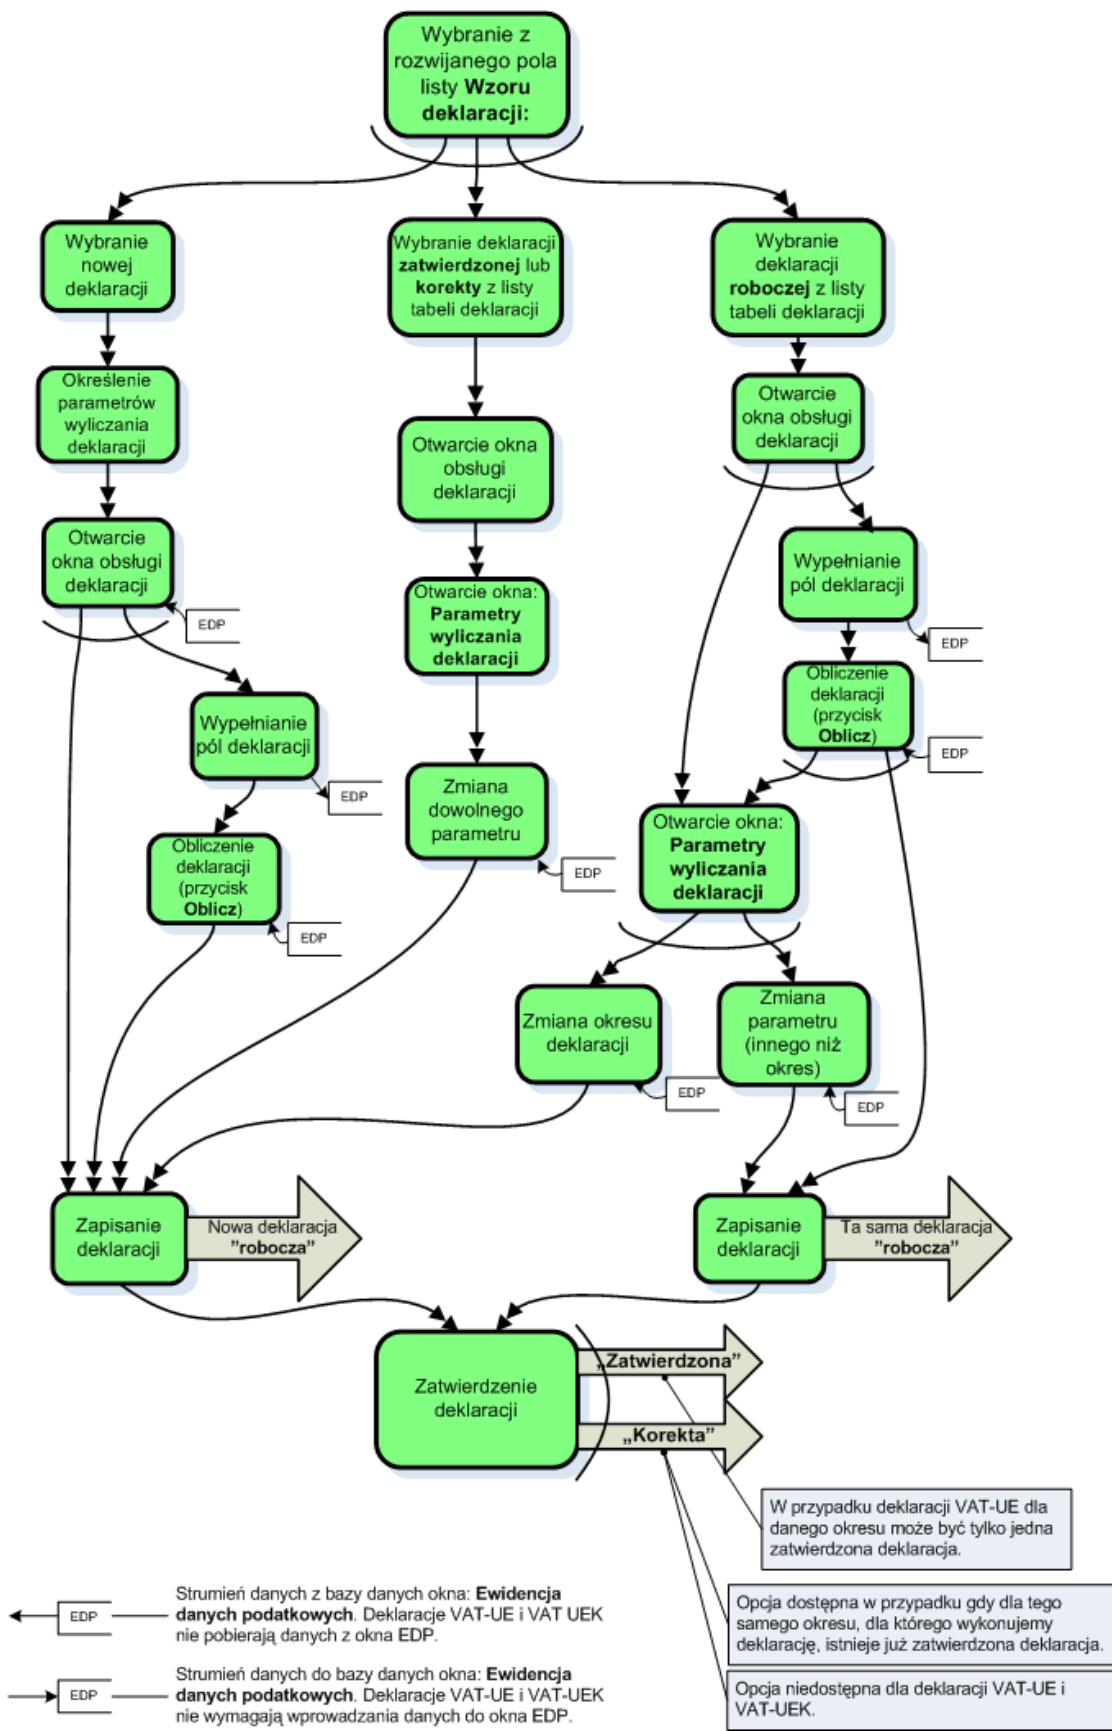 Wybranie z
rozwijanego pola
listy Wzoru
deklaracji:
Wybranie
nowej
deklaracji
Wybranie deklaracji
zatwierdzonej lub
korekty z listy
tabeli deklaracji
Wybranie
deklaracji
roboczej z listy
tabeli deklaracji
Określenie
parametrów
wyliczania
deklaracji
Otwarcie okna
obsługi
deklaracji
Otwarcie
okna obsługi
deklaracji
Otwarcie
okna obsługi
deklaracji
EDP
Otwarcie okna:
Parametry
wyliczania
deklaracji
Wypełnianie
pól deklaracji
EDP
Obliczenie
deklaracji
(przycisk
Oblicz)
EDP
Wypełnianie
pól deklaracji
EDP
Obliczenie
deklaracji
(przycisk
Oblicz)
EDP
Zmiana
dowolnego
parametru
EDP
Otwarcie okna:
Parametry
wyliczania
deklaracji
Zmiana okresu
deklaracji
EDP
Zmiana
parametru
(innego niż
okres)
EDP
Zapisanie
deklaracji
Nowa deklaracja
"robocza"
Zapisanie
deklaracji
Ta sama deklaracja
"robocza"
Zatwierdzenie
deklaracji
„Zatwierdzona”
„Korekta”
W przypadku deklaracji VAT-UE dla
danego okresu może być tylko jedna
zatwierdzona deklaracja.
Opcja dostępna w przypadku gdy dla tego
samego okresu, dla którego wykonujemy
deklarację, istnieje już zatwierdzona deklaracja.
Opcja niedostępna dla deklaracji VAT-UE i
VAT-UEK.
EDP
Strumień danych z bazy danych okna: Ewidencja
danych podatkowych. Deklaracje VAT-UE i VAT UEK
nie pobierają danych z okna EDP.
EDP
Strumień danych do bazy danych okna: Ewidencja
danych podatkowych. Deklaracje VAT-UE i VAT-UEK
nie wymagają wprowadzania danych do okna EDP.